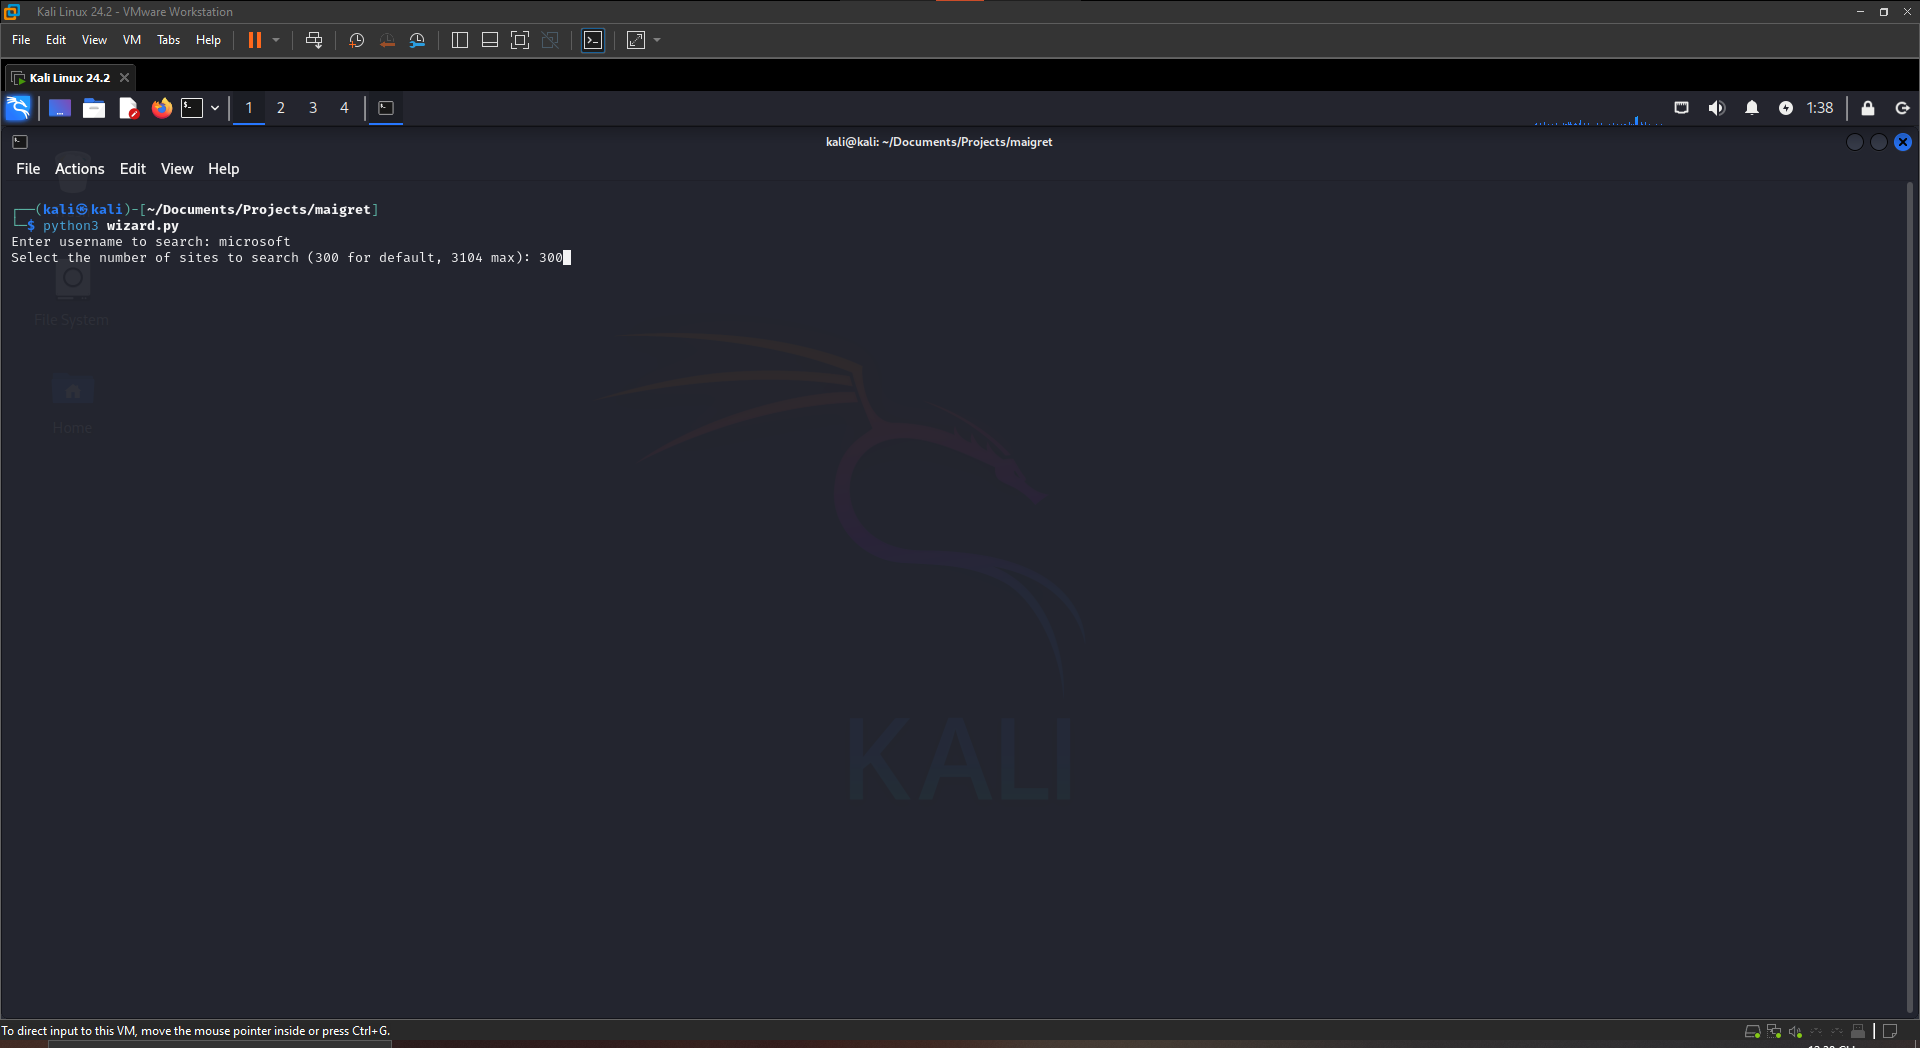 Kali Linux 24.2 - VMware Workstation
File Edit View VM Tabs Help
Kali Linux 24.2
1 2 3 4 1:38
kali@kali: ~/Documents/Projects/maigret
File Actions Edit View Help
┌──(kali㉿kali)-[~/Documents/Projects/maigret]
└─$ python3 wizard.py
Enter username to search: microsoft
Select the number of sites to search (300 for default, 3104 max): 300
File System
Home
KALI
To direct input to this VM, move the mouse pointer inside or press Ctrl+G.